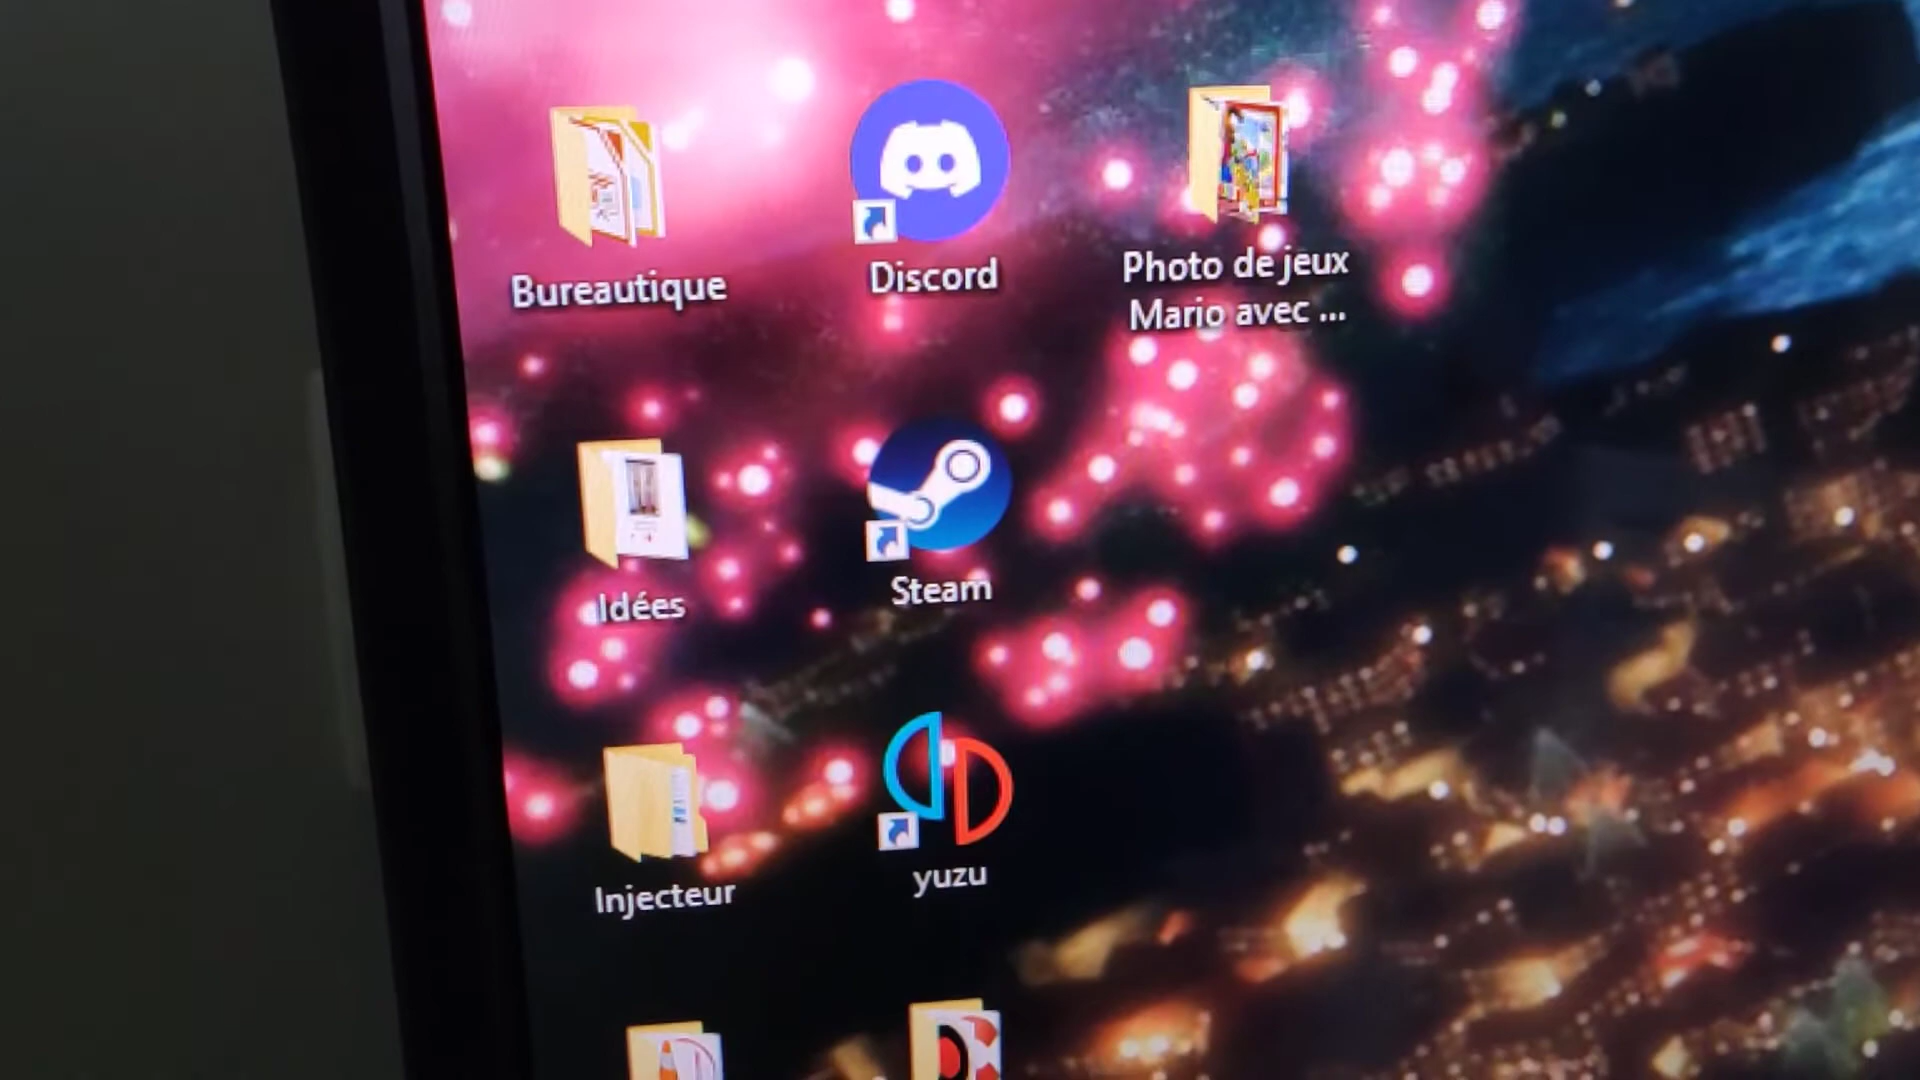 Bureautique
Discord
Photo de jeux
Mario avec ...
Idées
Steam
Injecteur
yuzu